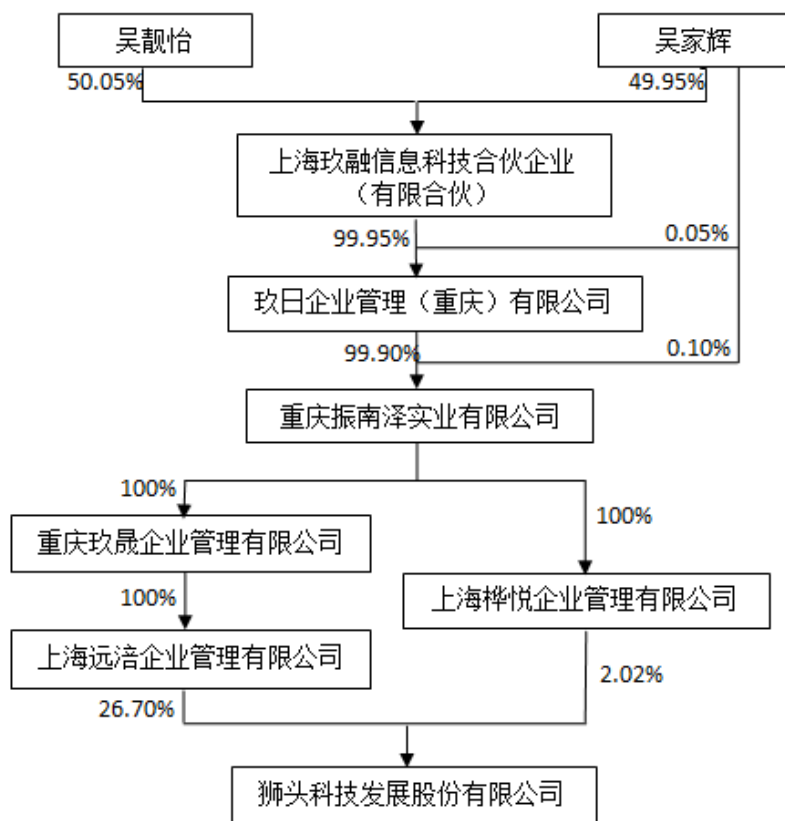 吴靓怡
吴家辉
50.05%
49.95%
上海玖融信息科技合伙企业
（有限合伙）
99.95%
0.05%
玖日企业管理（重庆）有限公司
99.90%
0.10%
重庆振南泽实业有限公司
100%
100%
重庆玖晟企业管理有限公司
100%
上海桦悦企业管理有限公司
上海远涪企业管理有限公司
2.02%
26.70%
狮头科技发展股份有限公司